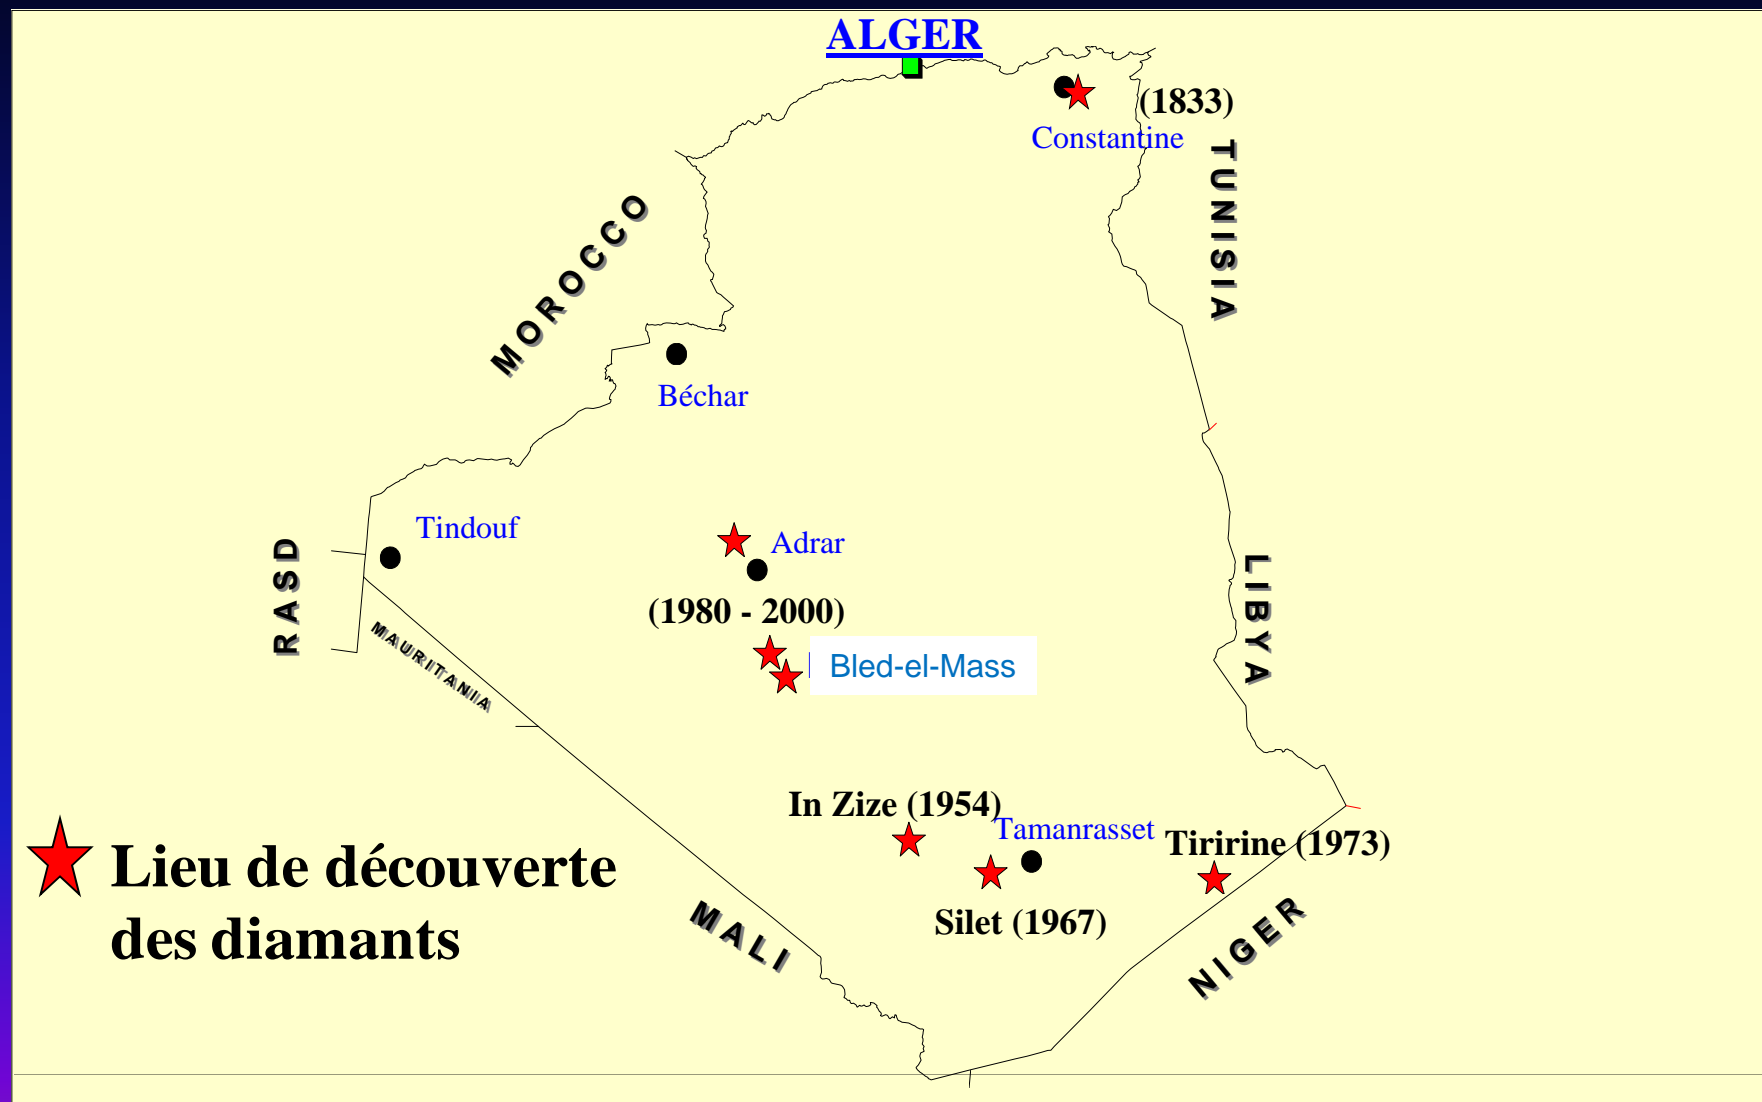 ALGER
(1833)
Constantine
TUNISIA
MOROCCO
Béchar
Tindouf
Adrar
RASD
(1980 - 2000)
LIBYA
MAURITANIA
Bled-el-Mass
In Zize (1954)
Tamanrasset
Tiririne (1973)
Lieu de découverte
des diamants
Silet (1967)
MALI
NIGER